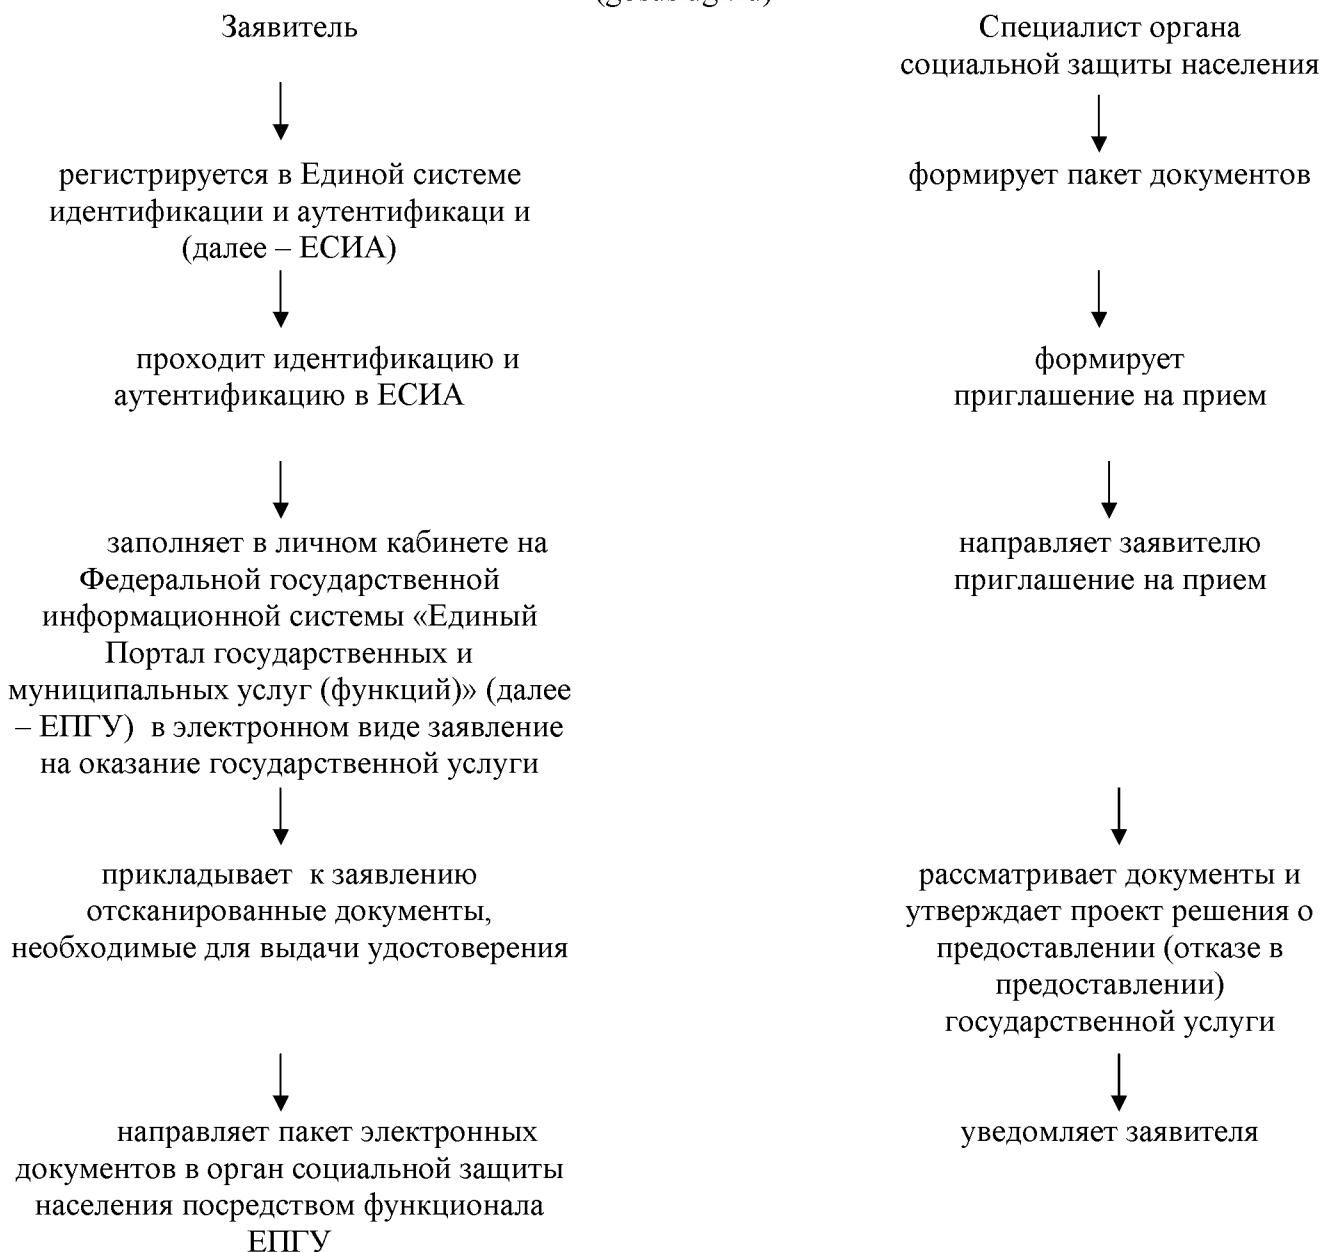 Заявитель
регистрируется в Единой системе
идентификации и аутентификаци и
(далее – ЕСИА)
проходит идентификацию и
аутентификацию в ЕСИА
заполняет в личном кабинете на
Федеральной государственной
информационной системы «Единый
Портал государственных и
муниципальных услуг (функций)» (далее
– ЕПГУ) в электронном виде заявление
на оказание государственной услуги
прикладывает к заявлению
отсканированные документы,
необходимые для выдачи удостоверения
направляет пакет электронных
документов в орган социальной защиты
населения посредством функционала
ЕПГУ
Специалист органа
социальной защиты населения
формирует пакет документов
формирует
приглашение на прием
направляет заявителю
приглашение на прием
рассматривает документы и
утверждает проект решения о
предоставлении (отказе в
предоставлении)
государственной услуги
уведомляет заявителя